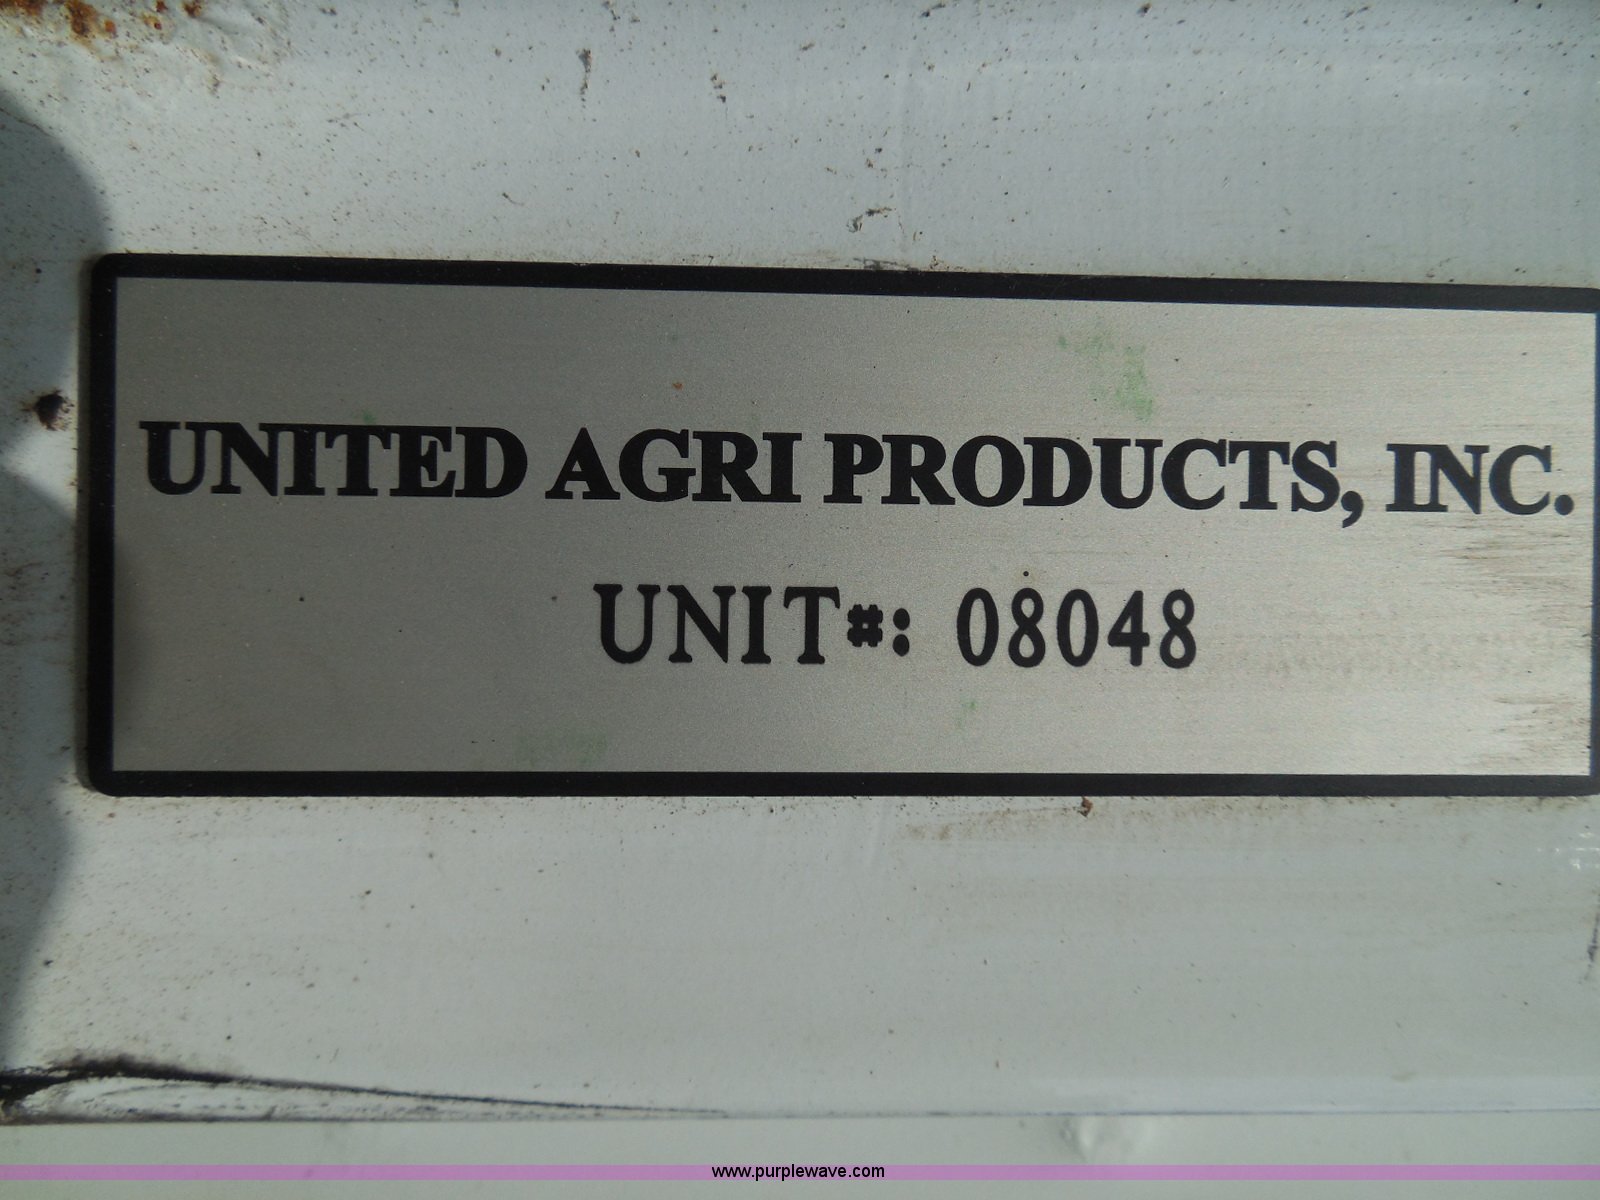 UNITED AGRI PRODUCTS, INC.
UNIT#: 08048
www.purplewave.com